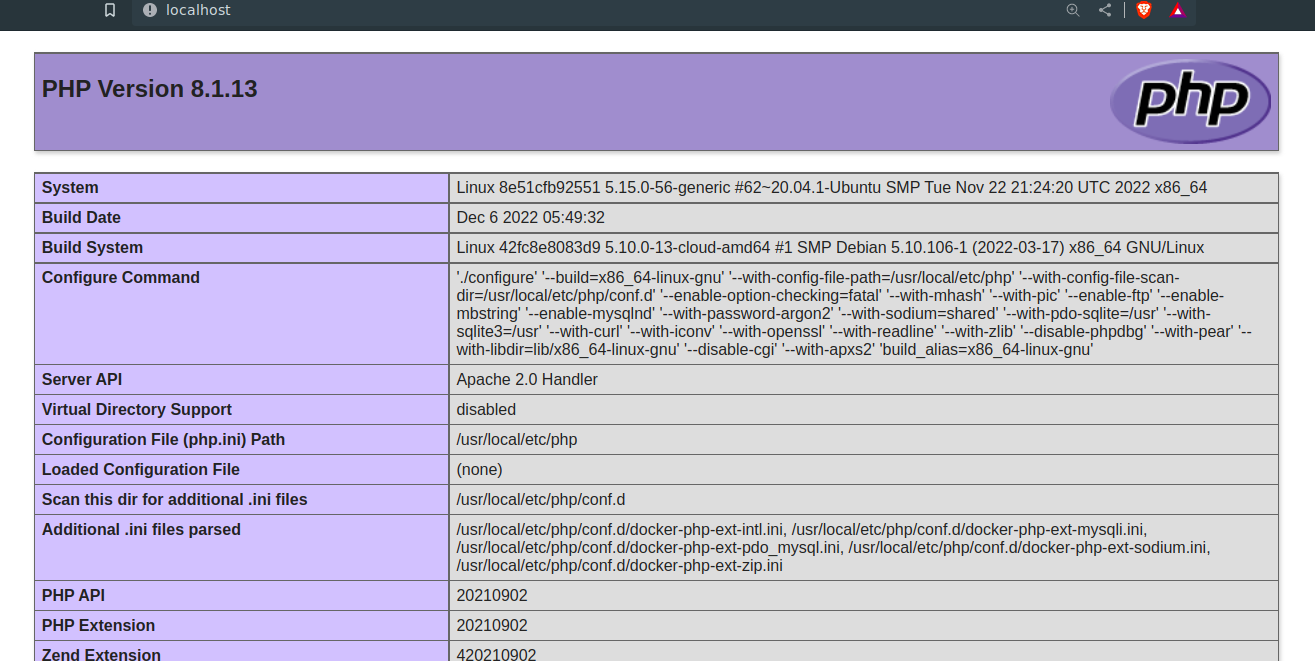 localhost
PHP Version 8.1.13
php
System Linux 8e51cfb92551 5.15.0-56-generic #62~20.04.1-Ubuntu SMP Tue Nov 22 21:24:20 UTC 2022 x86_64
Build Date Dec 6 2022 05:49:32
Build System Linux 42fc8e8083d9 5.10.0-13-cloud-amd64 #1 SMP Debian 5.10.106-1 (2022-03-17) x86_64 GNU/Linux
Configure Command './configure' '--build=x86_64-linux-gnu' '--with-config-file-path=/usr/local/etc/php' '--with-config-file-scan-
dir=/usr/local/etc/php/conf.d' '--enable-option-checking=fatal' '--with-mhash' '--with-pic' '--enable-ftp' '--enable-
mbstring' '--enable-mysqlnd' '--with-password-argon2' '--with-sodium=shared' '--with-pdo-sqlite=/usr' '--with-
sqlite3=/usr' '--with-curl' '--with-iconv' '--with-openssl' '--with-readline' '--with-zlib' '--disable-phpdbg' '--with-pear' '--
with-libdir=lib/x86_64-linux-gnu' '--disable-cgi' '--with-apxs2' 'build_alias=x86_64-linux-gnu'
Server API Apache 2.0 Handler
Virtual Directory Support disabled
Configuration File (php.ini) Path /usr/local/etc/php
Loaded Configuration File (none)
Scan this dir for additional .ini files /usr/local/etc/php/conf.d
Additional .ini files parsed /usr/local/etc/php/conf.d/docker-php-ext-intl.ini, /usr/local/etc/php/conf.d/docker-php-ext-mysqli.ini,
/usr/local/etc/php/conf.d/docker-php-ext-pdo_mysql.ini, /usr/local/etc/php/conf.d/docker-php-ext-sodium.ini,
/usr/local/etc/php/conf.d/docker-php-ext-zip.ini
PHP API 20210902
PHP Extension 20210902
Zend Extension 420210902